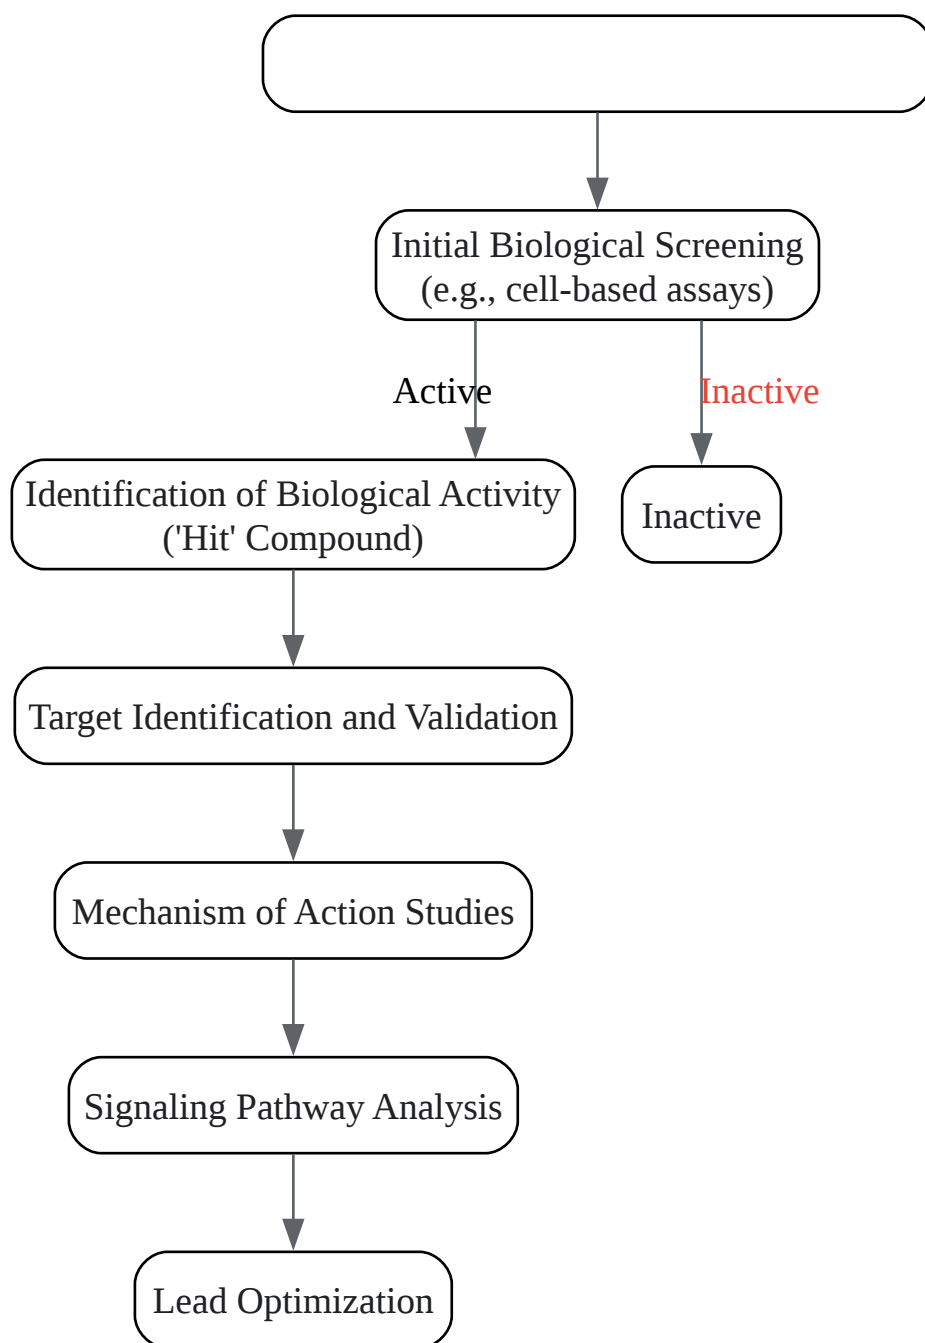 Initial Biological Screening
(e.g., cell-based assays)
Active
Inactive
Identification of Biological Activity
('Hit' Compound)
Inactive
Target Identification and Validation
Mechanism of Action Studies
Signaling Pathway Analysis
Lead Optimization